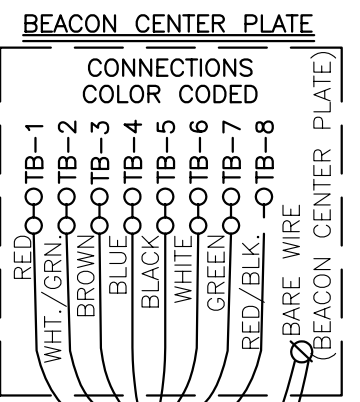 BEACON CENTER PLATE
CONNECTIONS
COLOR CODED
TB-1
TB-2
TB-3
TB-4
TB-5
TB-6
TB-7
TB-8
RED
WHT./GRN.
BROWN
BLUE
BLACK
WHITE
GREEN
RED/BLK.
BARE WIRE
(BEACON CENTER PLATE)